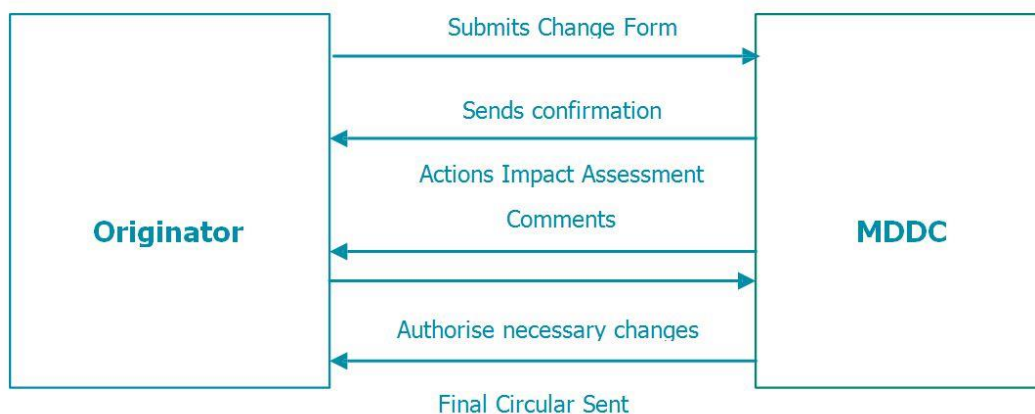 Submits Change Form
Sends confirmation
Actions Impact Assessment
Comments
Originator
MDDC
Authorise necessary changes
Final Circular Sent